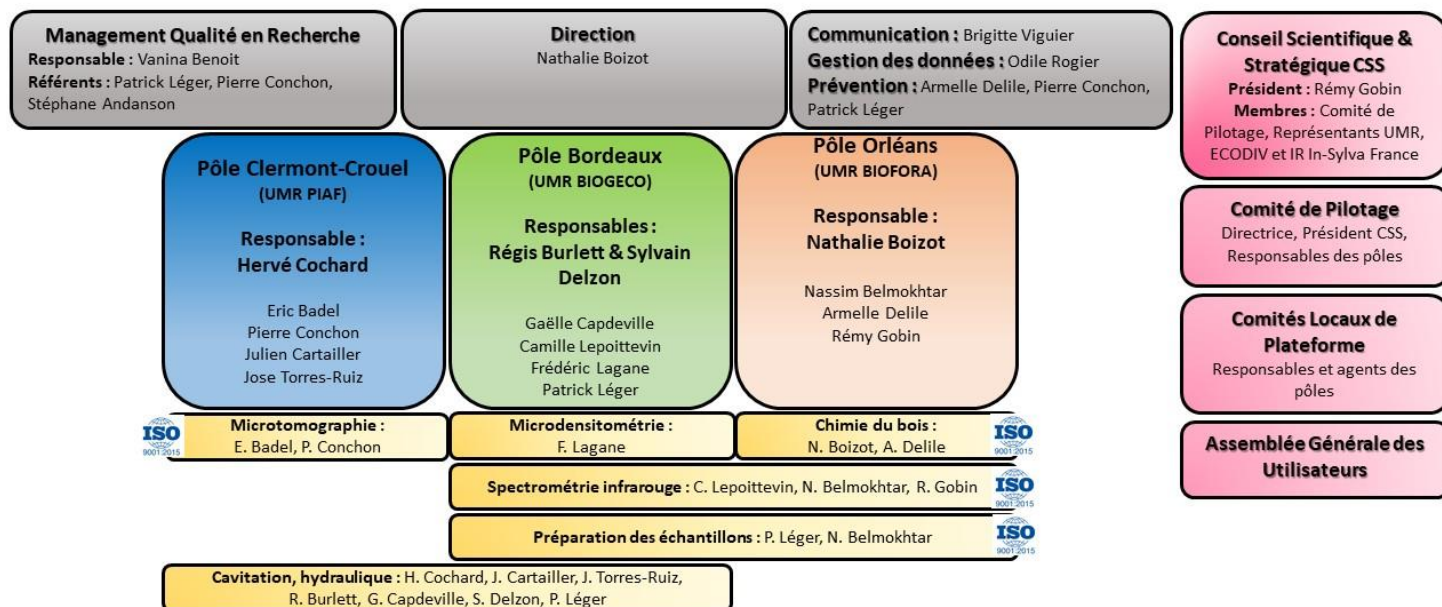 Management Qualité en Recherche
Responsable : Vanina Benoit
Référents : Patrick Léger, Pierre Conchon,
Stéphane Andanson
Direction
Nathalie Boizot
Communication : Brigitte Viguier
Gestion des données : Odile Rogier
Prévention : Armelle Delile, Pierre Conchon,
Patrick Léger
Conseil Scientifique &
Stratégique CSS
Président : Rémy Gobin
Membres : Comité de
Pilotage, Représentants UMR,
ECODIV et IR In-Sylva France
Pôle Clermont-Crouel
(UMR PIAF)
Responsable :
Hervé Cochard
Eric Badel
Pierre Conchon
Julien Cartailler
Jose Torres-Ruiz
Pôle Bordeaux
(UMR BIOGECO)
Responsables :
Régis Burlett & Sylvain
Delzon
Gaëlle Capdeville
Camille Lepoittevin
Frédéric Lagane
Patrick Léger
Pôle Orléans
(UMR BIOFORA)
Responsable :
Nathalie Boizot
Nassim Belmokhtar
Armelle Delile
Rémy Gobin
Comité de Pilotage
Directrice, Président CSS,
Responsables des pôles
Comités Locaux de
Plateforme
Responsables et agents des
pôles
Assemblée Générale des
Utilisateurs
ISO
9001:2015
Microtomographie :
E. Badel, P. Conchon
Microdensitométrie :
F. Lagane
Chimie du bois :
N. Boizot, A. Delile
ISO
9001:2015
Spectrométrie infrarouge : C. Lepoittevin, N. Belmokhtar, R. Gobin
ISO
9001:2015
Préparation des échantillons : P. Léger, N. Belmokhtar
ISO
9001:2015
Cavitation, hydraulique : H. Cochard, J. Cartailler, J. Torres-Ruiz,
R. Burlett, G. Capdeville, S. Delzon, P. Léger